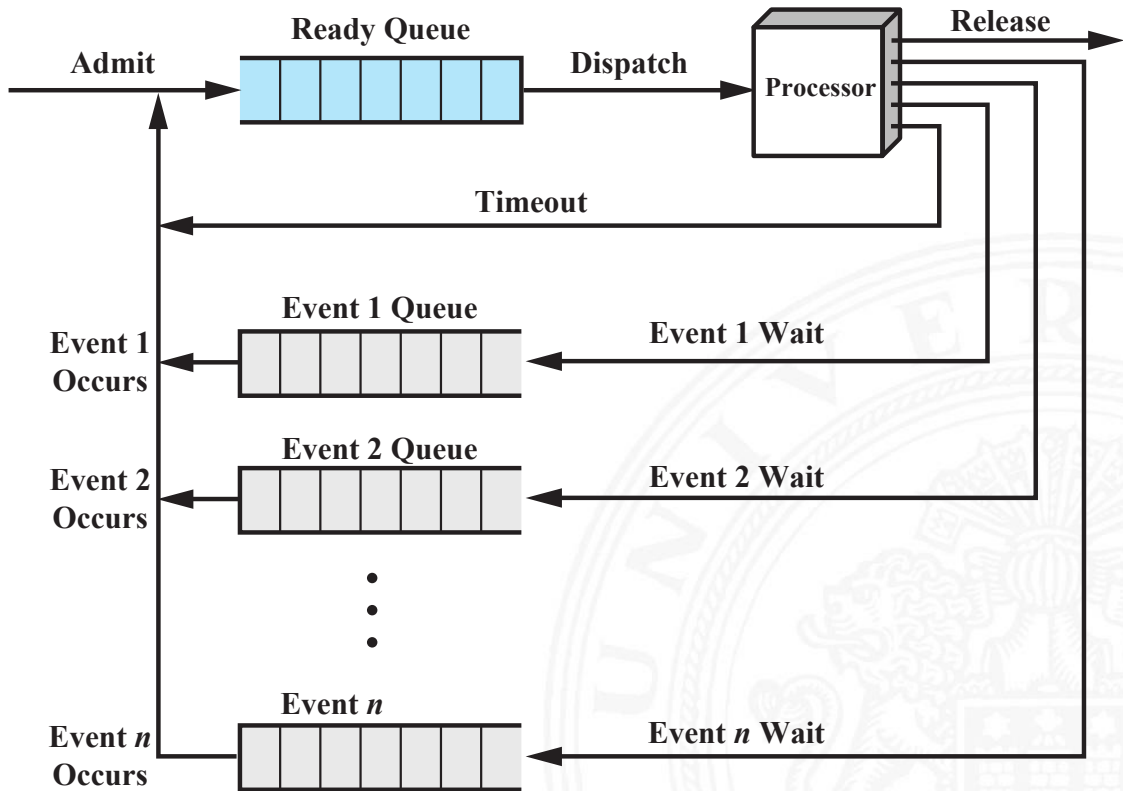 Ready Queue
Release
Admit
Dispatch
Processor
Timeout
Event 1 Queue
Event 1
Occurs
Event 1 Wait
Event 2 Queue
Event 2
Occurs
Event 2 Wait
Event n
Event n
Occurs
Event n Wait
UNIVER